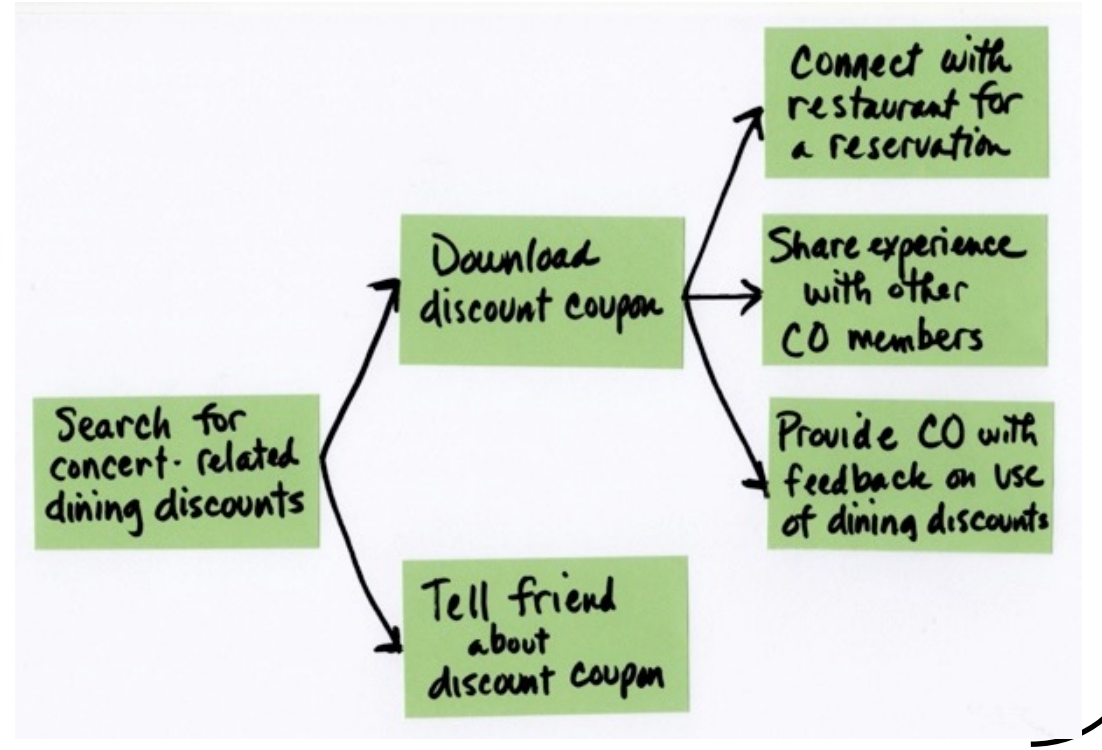 Search for
concert-related
dining discounts
Download
discount coupon
Tell friend
about
discount coupon
Connect with
restaurant for
a reservation
Share experience
with other
CO members
Provide CO with
feedback on use
of dining discounts